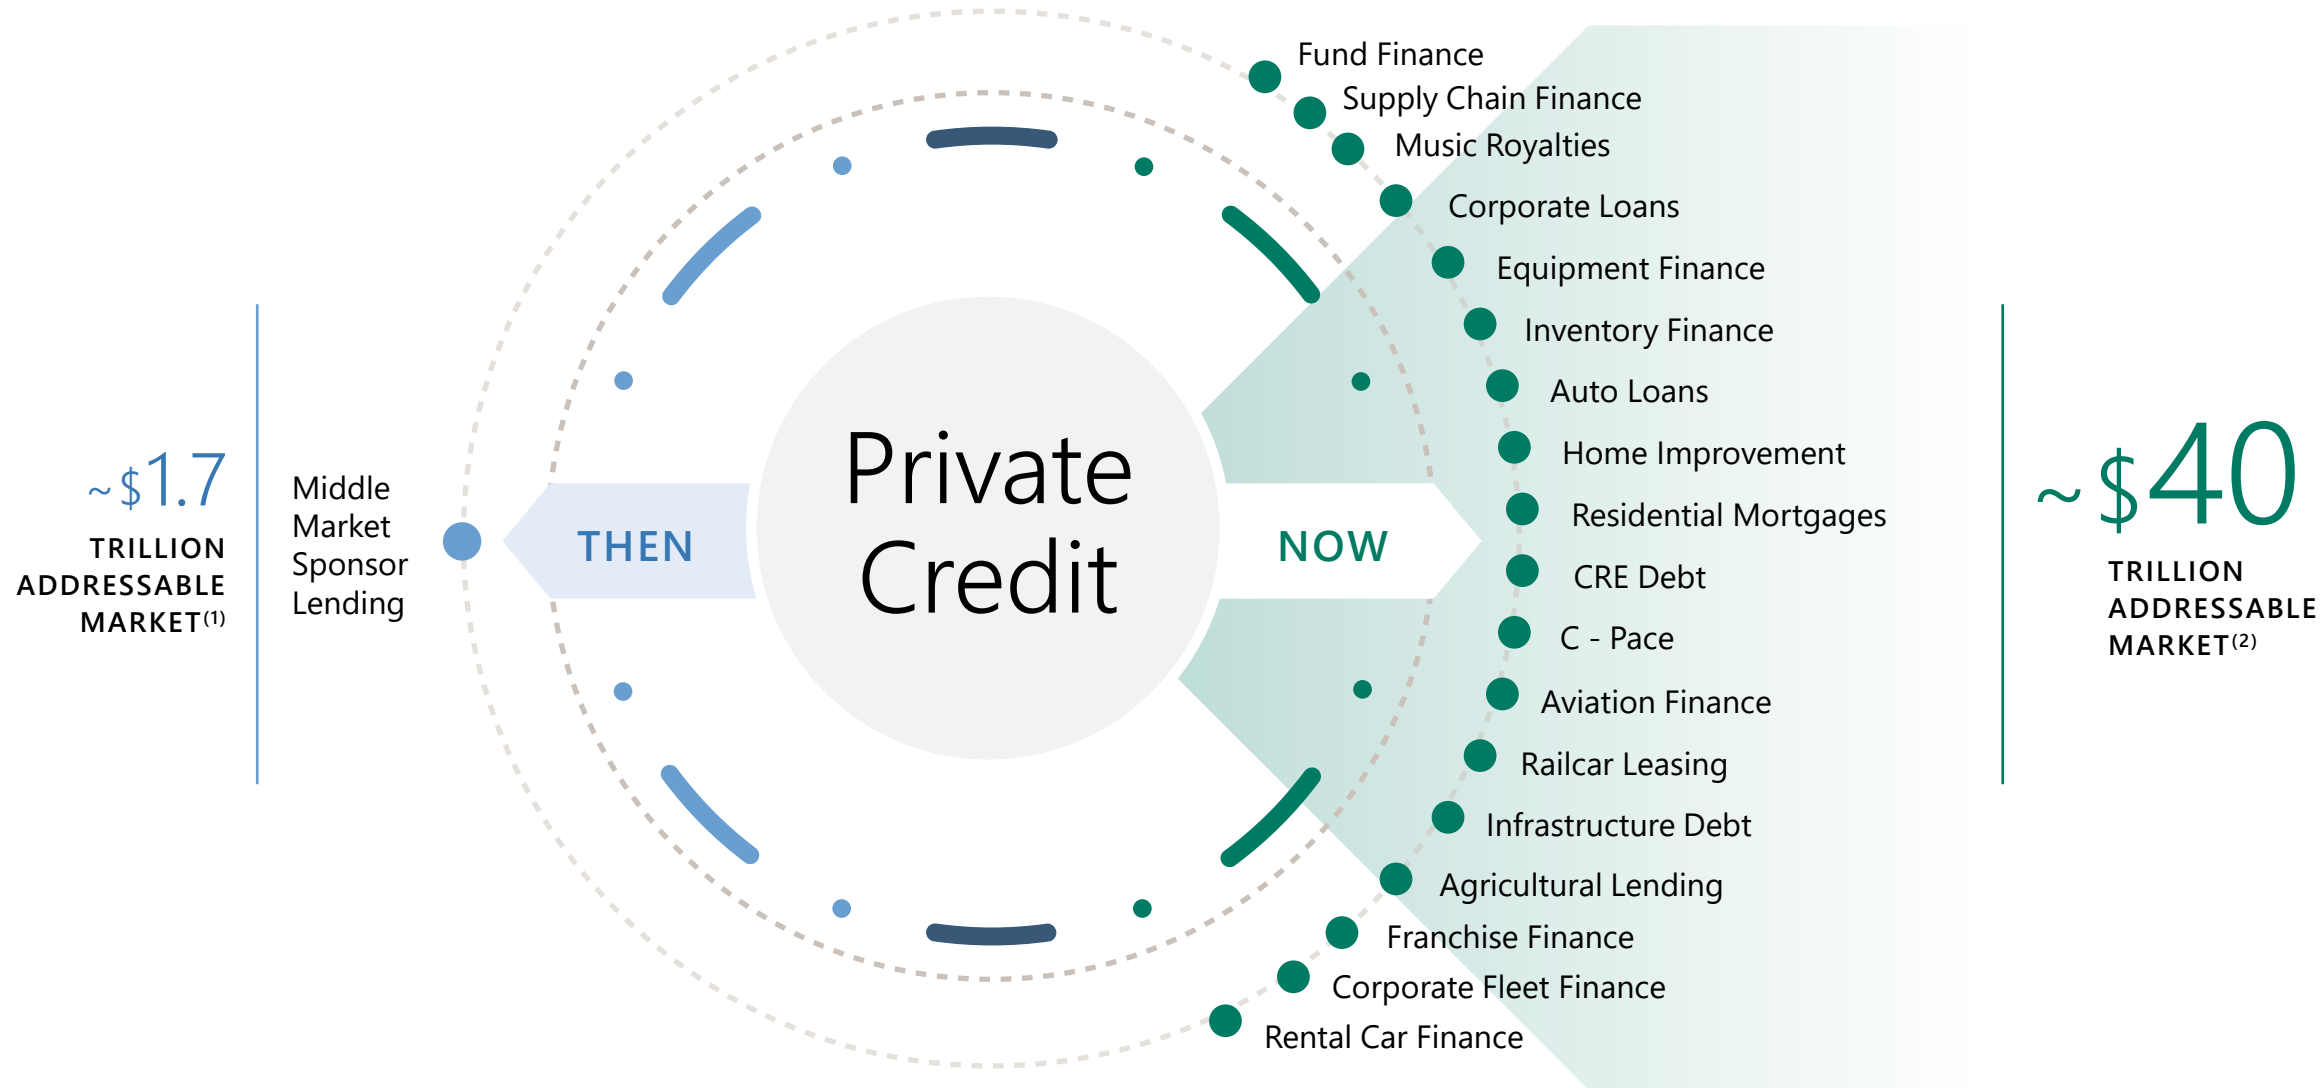 ~$1.7
TRILLION
ADDRESSABLE
MARKET(1)
Middle
Market
Sponsor
Lending
THEN
Private
Credit
NOW
Fund Finance
Supply Chain Finance
Music Royalties
Corporate Loans
Equipment Finance
Inventory Finance
Auto Loans
Home Improvement
Residential Mortgages
CRE Debt
C - Pace
Aviation Finance
Railcar Leasing
Infrastructure Debt
Agricultural Lending
Franchise Finance
Corporate Fleet Finance
Rental Car Finance
~$40
TRILLION
ADDRESSABLE
MARKET(2)